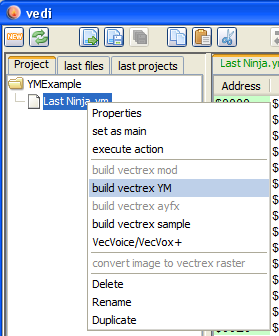 vedi
NEW
Project last files last projects Last Ninja.ym
YMExample Address
Last Ninja.ym
Properties
set as main
execute action
build vectrex mod
build vectrex YM
build vectrex ayfx
build vectrex sample
VecVoice/VecVox+
convert image to vectrex raster
Delete
Rename
Duplicate